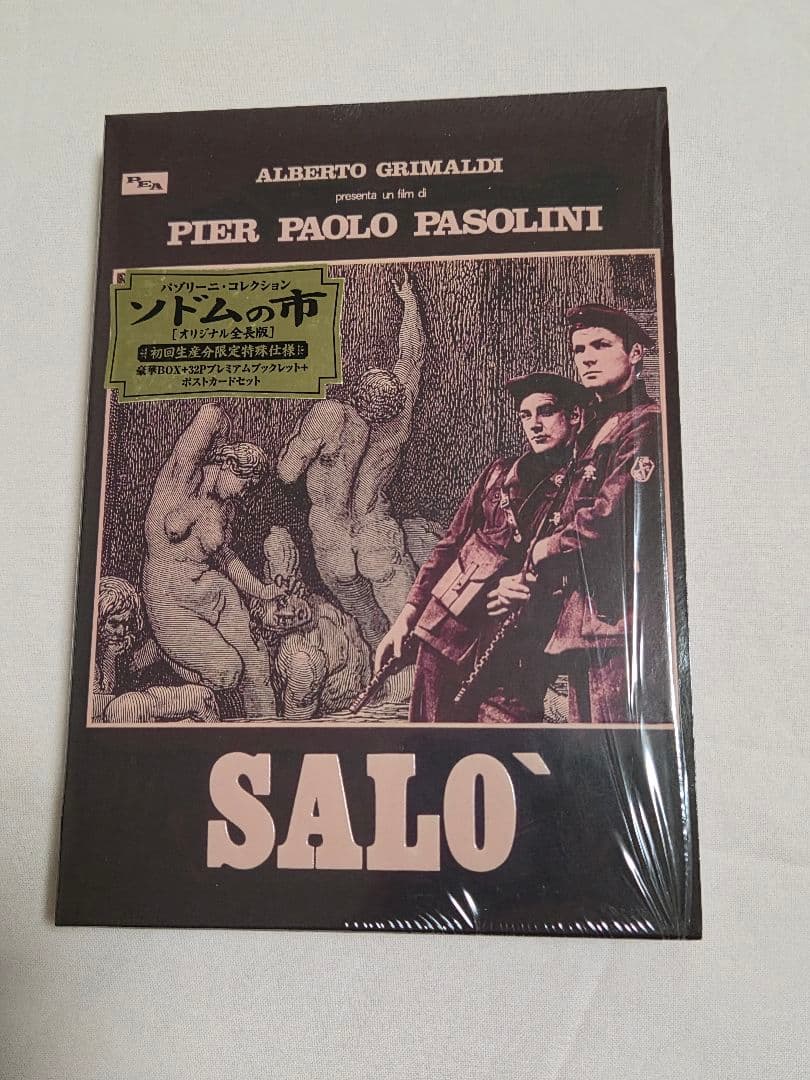 PEA
ALBERTO GRIMALDI
presenta un film di
PIER PAOLO PASOLINI
パゾリーニ・コレクション
ソドムの市
[オリジナル全長版]
初回生産分限定特殊仕様
豪華BOX+32Pプレミアムブックレット+
ポストカードセット
SALO`